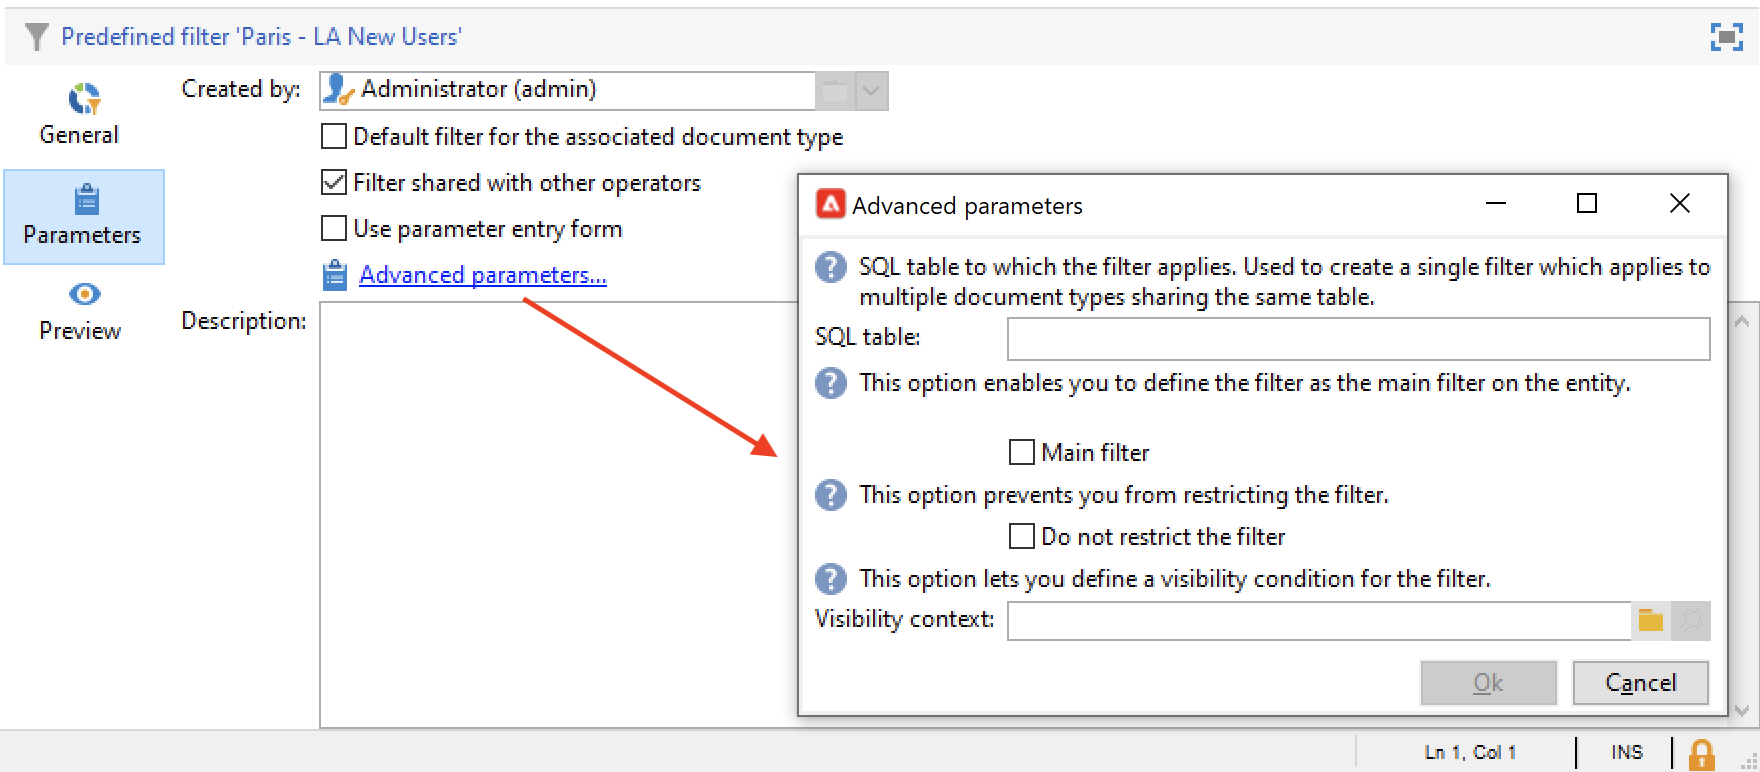 Predefined filter 'Paris - LA New Users'
General
Parameters
Preview
Created by:
Administrator (admin)
Default filter for the associated document type
Filter shared with other operators
Use parameter entry form
Advanced parameters...
Description:
Advanced parameters
SQL table to which the filter applies. Used to create a single filter which applies to
multiple document types sharing the same table.
SQL table:
This option enables you to define the filter as the main filter on the entity.
Main filter
This option prevents you from restricting the filter.
Do not restrict the filter
This option lets you define a visibility condition for the filter.
Visibility context:
Ok
Cancel
Ln 1, Col 1
INS